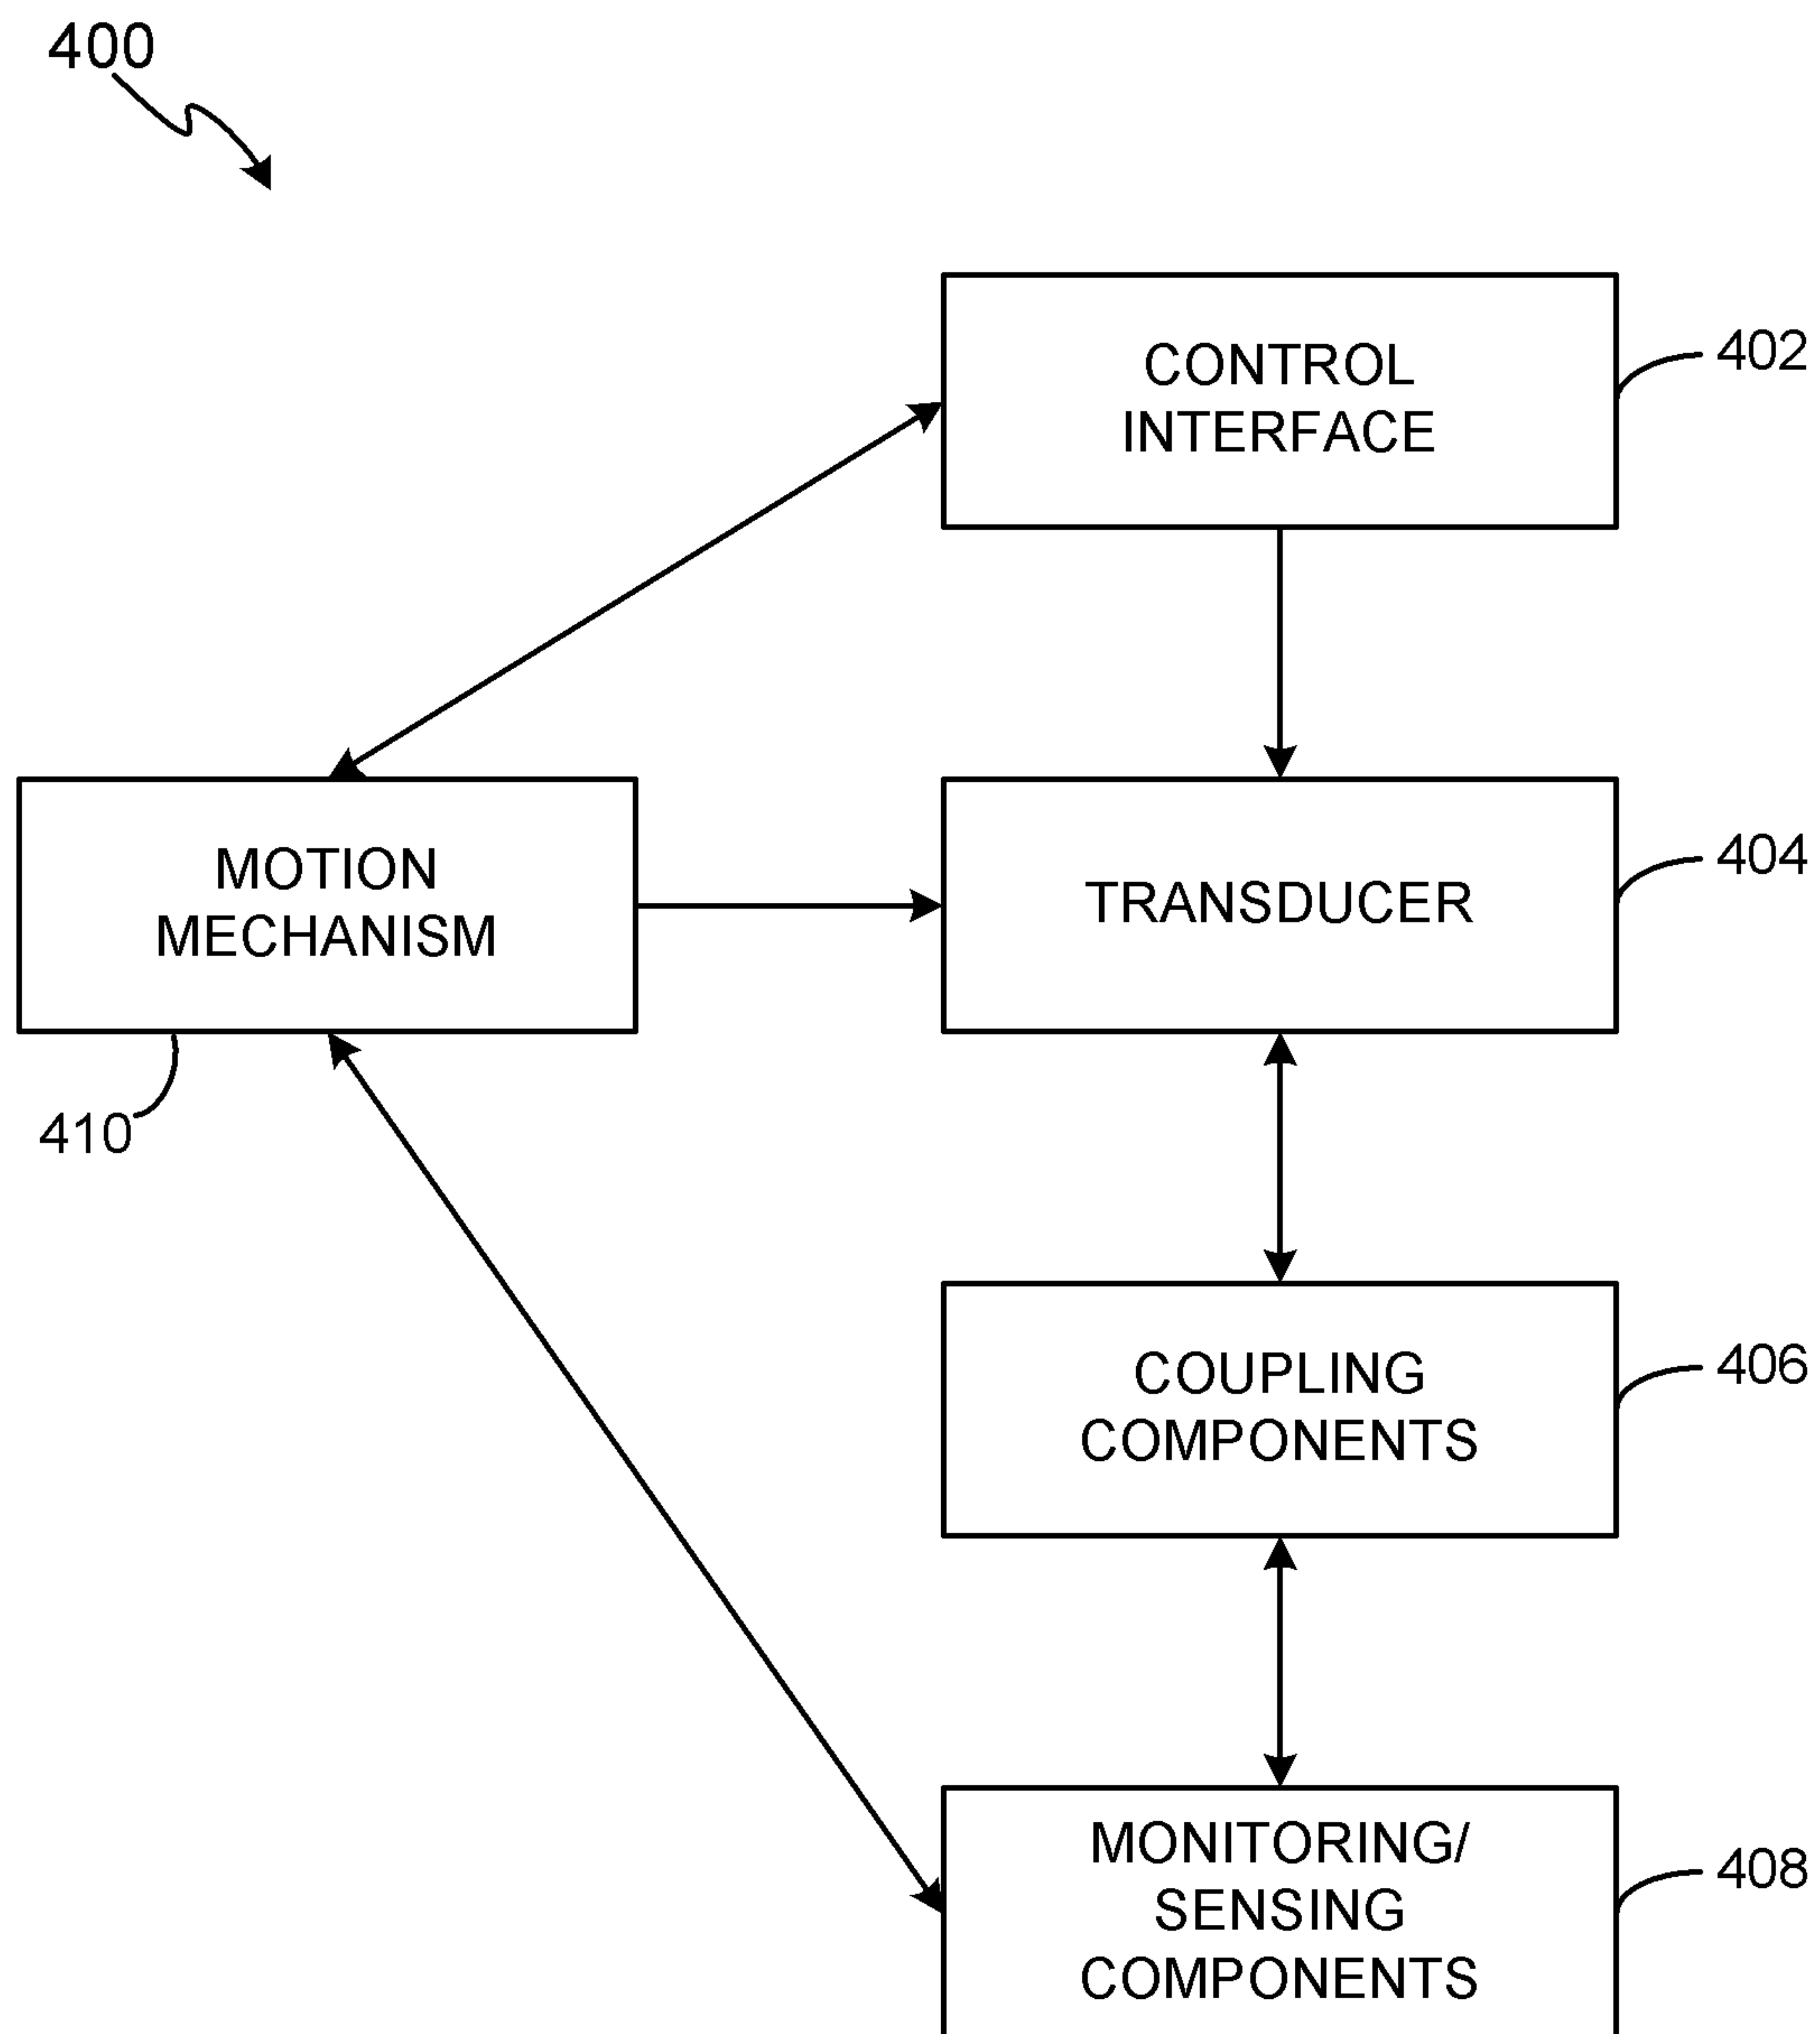 400
CONTROL
INTERFACE
402
MOTION
MECHANISM
410
TRANSDUCER
404
COUPLING
COMPONENTS
406
MONITORING/
SENSING
COMPONENTS
408